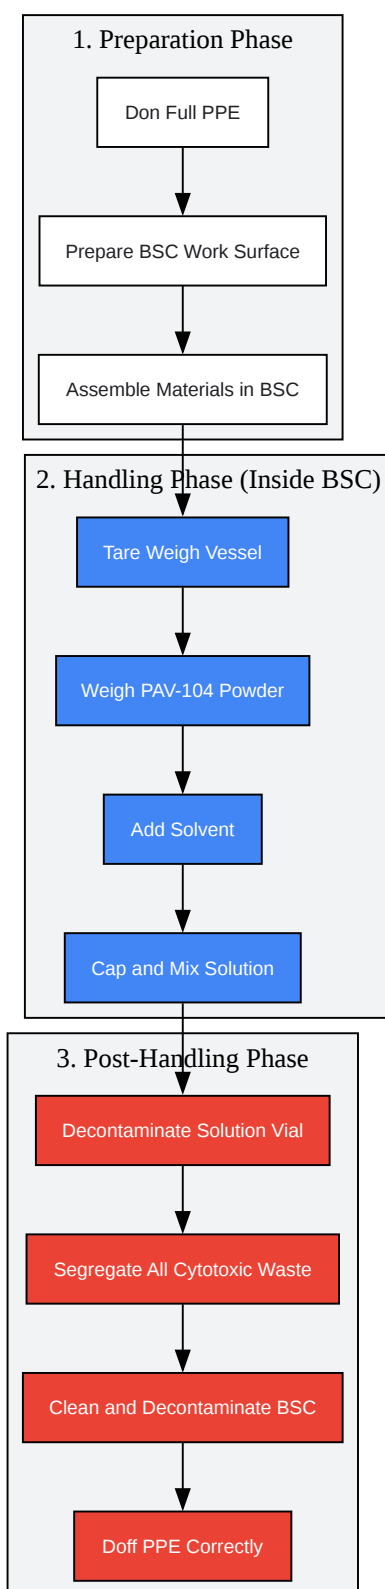 1. Preparation Phase
Don Full PPE
Prepare BSC Work Surface
Assemble Materials in BSC
2. Handling Phase (Inside BSC)
Tare Weigh Vessel
Weigh PAV-104 Powder
Add Solvent
Cap and Mix Solution
3. Post-Handling Phase
Decontaminate Solution Vial
Segregate All Cytotoxic Waste
Clean and Decontaminate BSC
Doff PPE Correctly